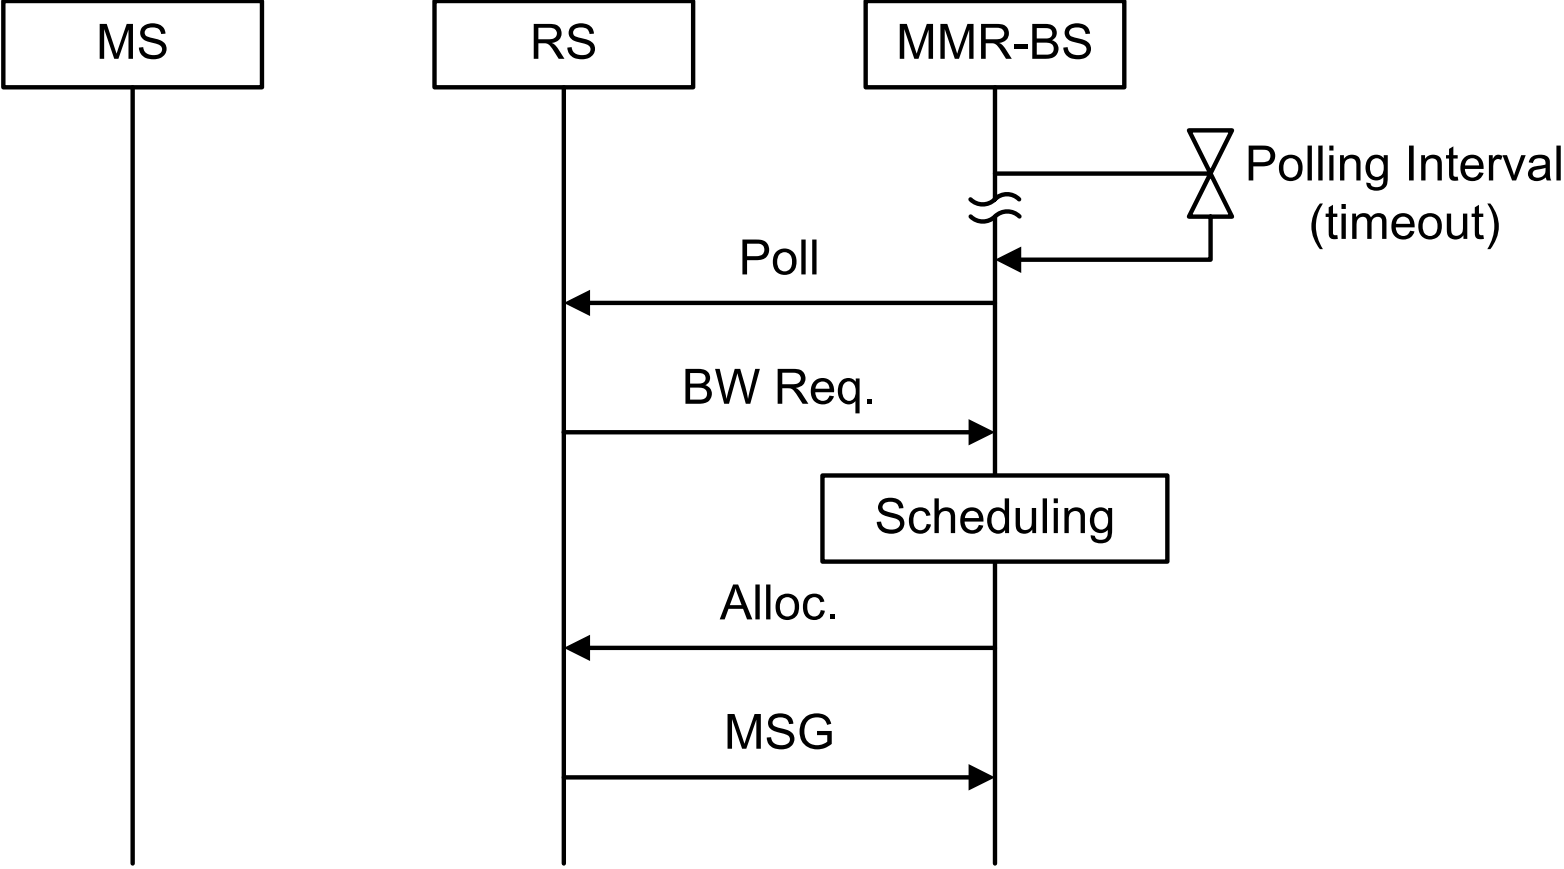 MS
RS
MMR-BS
Polling Interval
(timeout)
Poll
BW Req.
Scheduling
Alloc.
MSG